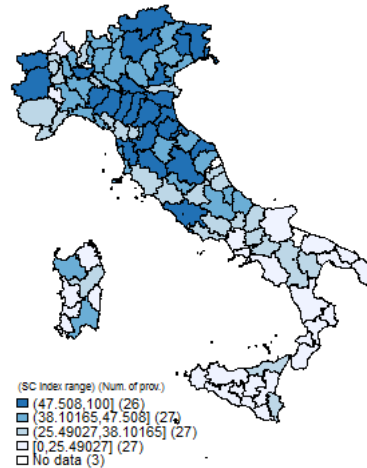 (SC Index range) (Num. of prov.)
(47.508,100] (26)
(38.10165,47.508] (27)
(25.49027,38.10165] (27)
[0,25.49027] (27)
No data (3)